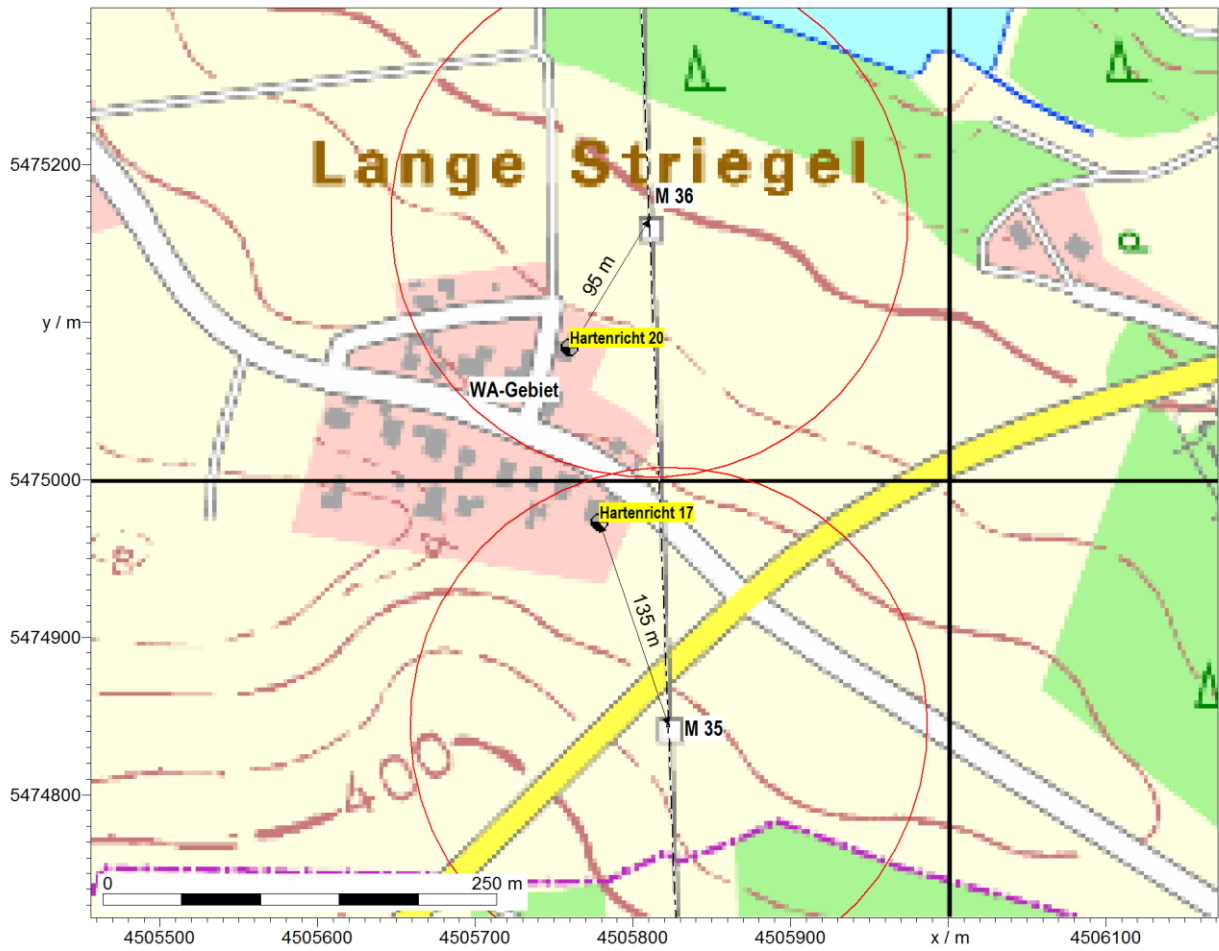 Lange Striegel
5475200
M 36
95 m
y / m
Hartenricht 20
WA-Gebiet
5475000
Hartenricht 17
135 m
5474900
M 35
400
5474800
0 250 m
4505500 4505600 4505700 4505800 4505900 x / m 4506100